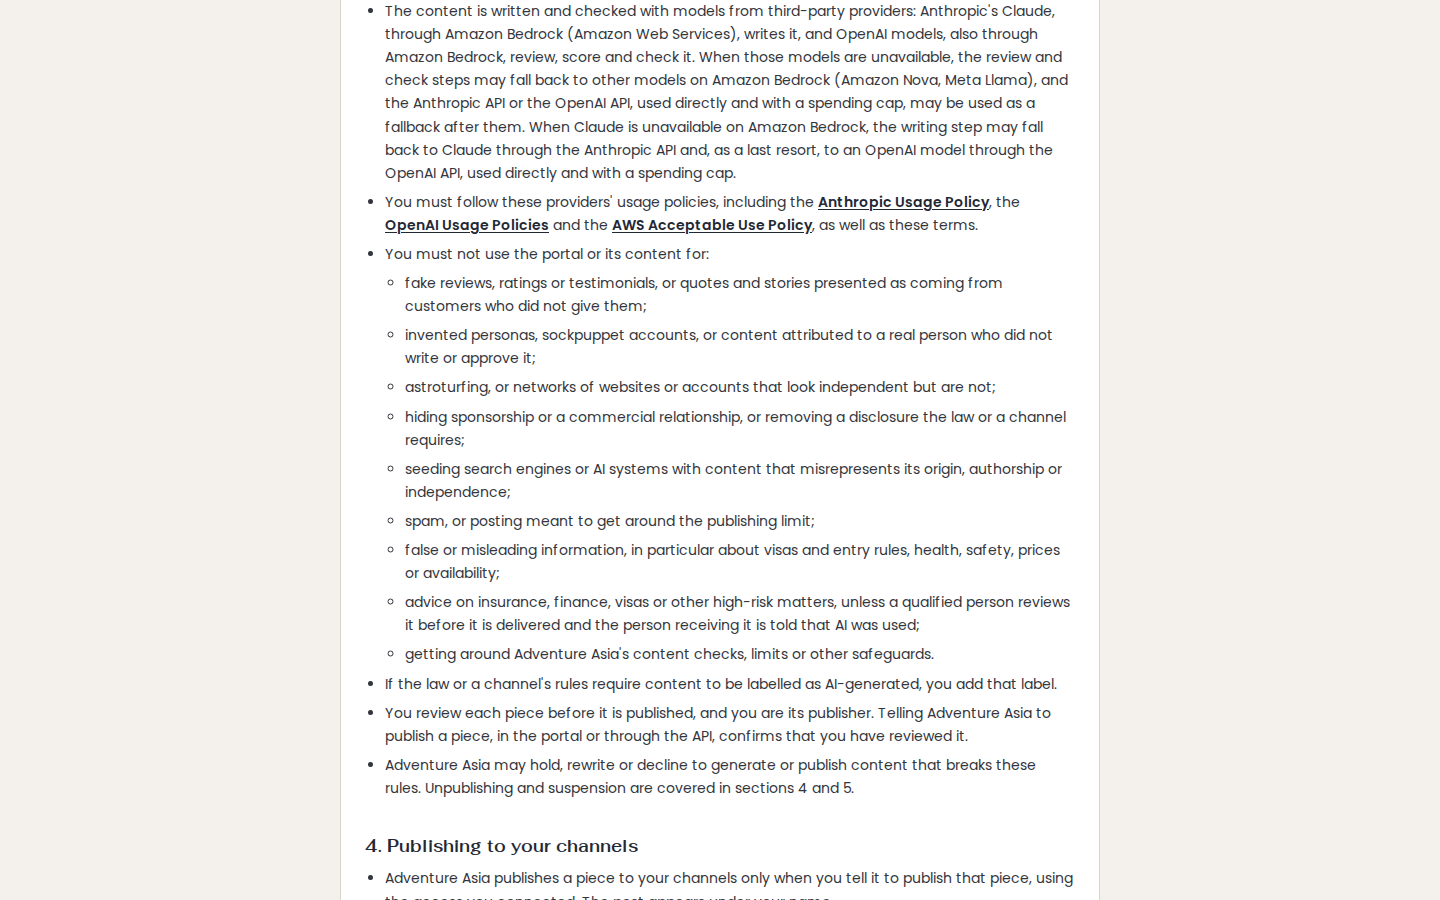 The content is written and checked with models from third-party providers: Anthropic's Claude,
through Amazon Bedrock (Amazon Web Services), writes it, and OpenAI models, also through
Amazon Bedrock, review, score and check it. When those models are unavailable, the review and
check steps may fall back to other models on Amazon Bedrock (Amazon Nova, Meta Llama), and
the Anthropic API or the OpenAI API, used directly and with a spending cap, may be used as a
fallback after them. When Claude is unavailable on Amazon Bedrock, the writing step may fall
back to Claude through the Anthropic API and, as a last resort, to an OpenAI model through the
OpenAI API, used directly and with a spending cap.
You must follow these providers' usage policies, including the Anthropic Usage Policy, the
OpenAI Usage Policies and the AWS Acceptable Use Policy, as well as these terms.
You must not use the portal or its content for:
fake reviews, ratings or testimonials, or quotes and stories presented as coming from
customers who did not give them;
invented personas, sockpuppet accounts, or content attributed to a real person who did not
write or approve it;
astroturfing, or networks of websites or accounts that look independent but are not;
hiding sponsorship or a commercial relationship, or removing a disclosure the law or a channel
requires;
seeding search engines or AI systems with content that misrepresents its origin, authorship or
independence;
spam, or posting meant to get around the publishing limit;
false or misleading information, in particular about visas and entry rules, health, safety, prices
or availability;
advice on insurance, finance, visas or other high-risk matters, unless a qualified person reviews
it before it is delivered and the person receiving it is told that AI was used;
getting around Adventure Asia's content checks, limits or other safeguards.
If the law or a channel's rules require content to be labelled as AI-generated, you add that label.
You review each piece before it is published, and you are its publisher. Telling Adventure Asia to
publish a piece, in the portal or through the API, confirms that you have reviewed it.
Adventure Asia may hold, rewrite or decline to generate or publish content that breaks these
rules. Unpublishing and suspension are covered in sections 4 and 5.
4. Publishing to your channels
Adventure Asia publishes a piece to your channels only when you tell it to publish that piece, using